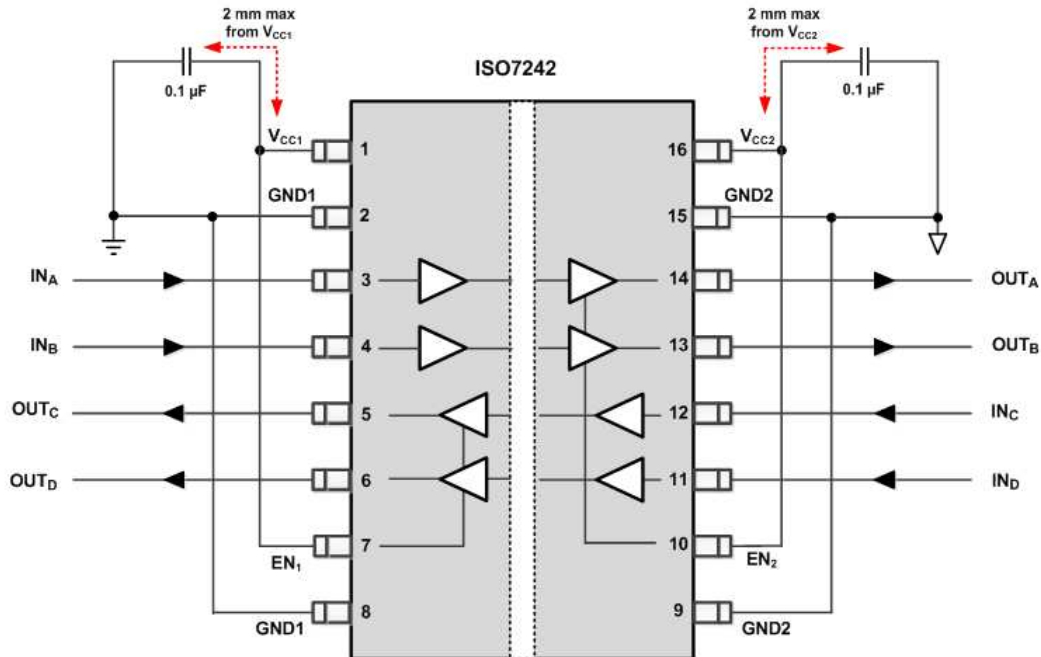 2 mm max
from VCC1
2 mm max
from VCC2
ISO7242
0.1 µF
0.1 µF
VCC1
1
16
VCC2
GND1
2
15
GND2
INA
3
14
OUTA
INB
4
13
OUTB
OUTC
5
12
INC
OUTD
6
11
IND
EN1
7
10
EN2
GND1
8
9
GND2